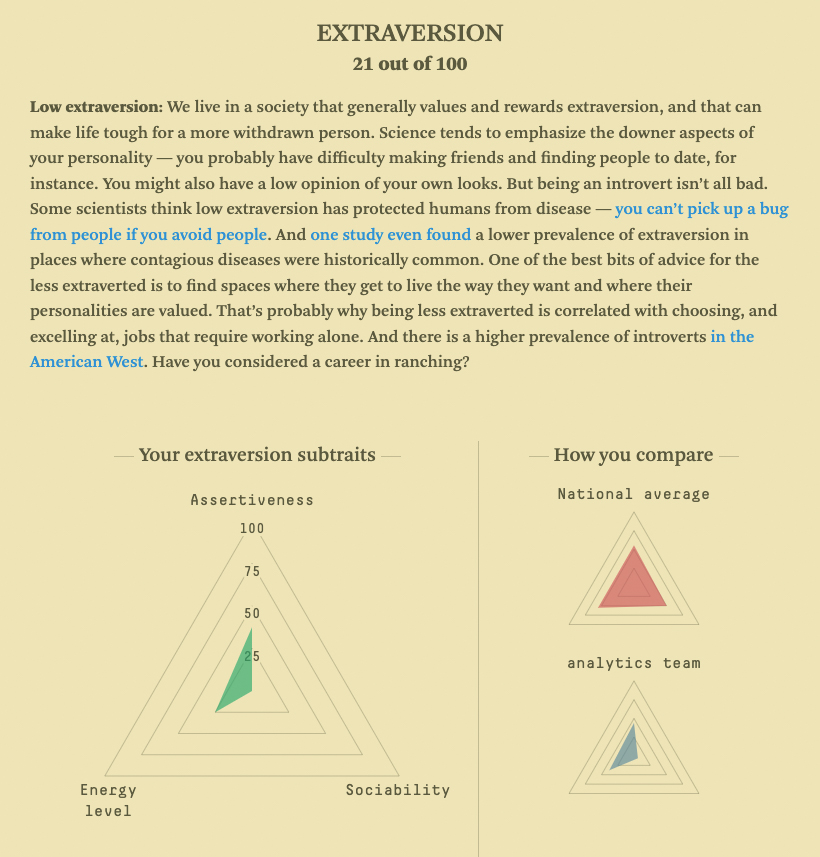 EXTRAVERSION
21 out of 100
Low extraversion: We live in a society that generally values and rewards extraversion, and that can
make life tough for a more withdrawn person. Science tends to emphasize the downer aspects of
your personality — you probably have difficulty making friends and finding people to date, for
instance. You might also have a low opinion of your own looks. But being an introvert isn’t all bad.
Some scientists think low extraversion has protected humans from disease — you can’t pick up a bug
from people if you avoid people. And one study even found a lower prevalence of extraversion in
places where contagious diseases were historically common. One of the best bits of advice for the
less extraverted is to find spaces where they get to live the way they want and where their
personalities are valued. That’s probably why being less extraverted is correlated with choosing, and
excelling at, jobs that require working alone. And there is a higher prevalence of introverts in the
American West. Have you considered a career in ranching?
Your extraversion subtraits
Assertiveness
100
75
50
25
Energy
level
Sociability
How you compare
National average
analytics team